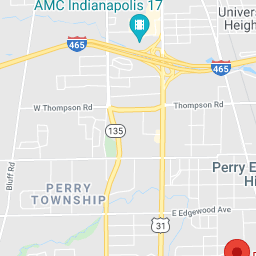 AMC Indianapolis 17
Univers
Heigh
465
465
W Thompson Rd
Thompson Rd
135
Bluff Rd
Perry E
Hi
PERRY
TOWNSHIP
E Edgewood Ave
31